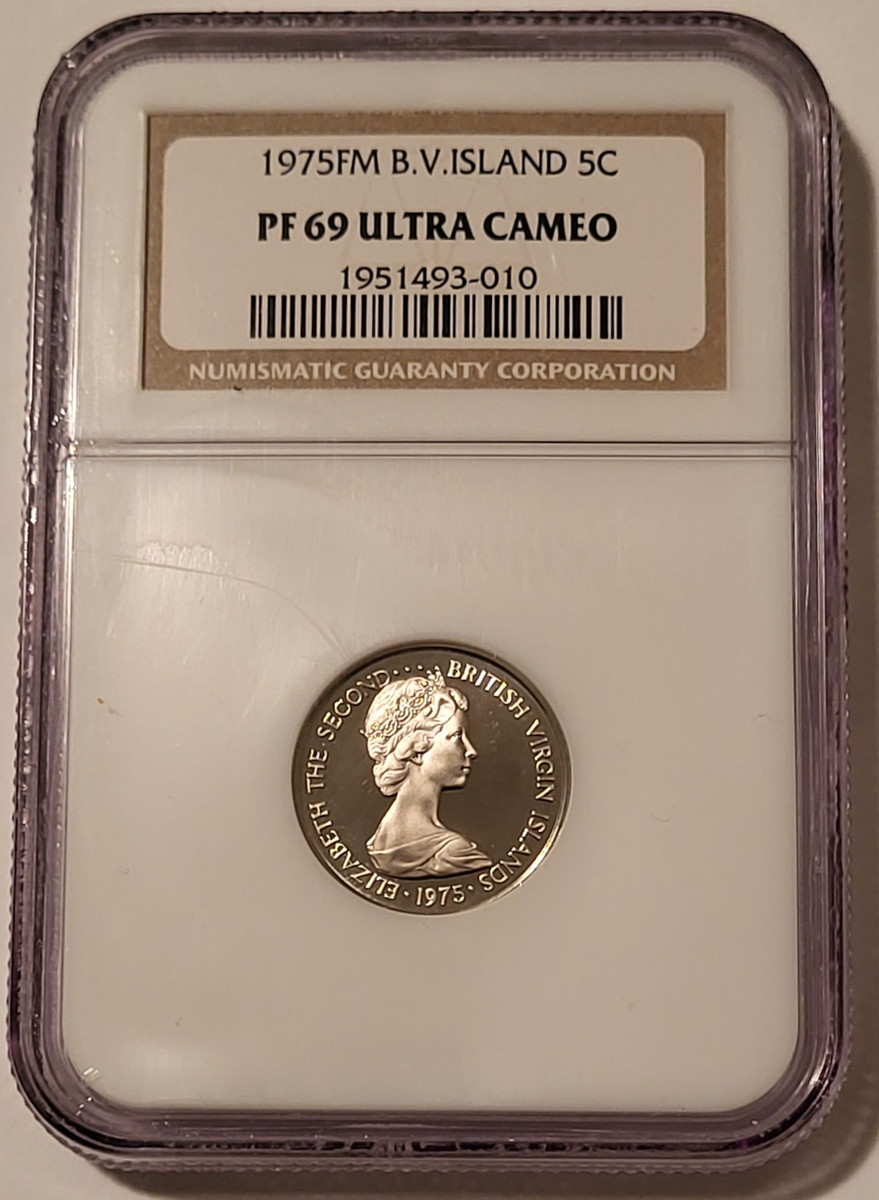 1975FM B.V.ISLAND 5C
PF 69 ULTRA CAMEO
1951493-010
NUMISMATIC GUARANTY CORPORATION
ELIZABETH THE SECOND.... BRITISH VIRGIN ISLANDS
· 1975 ·